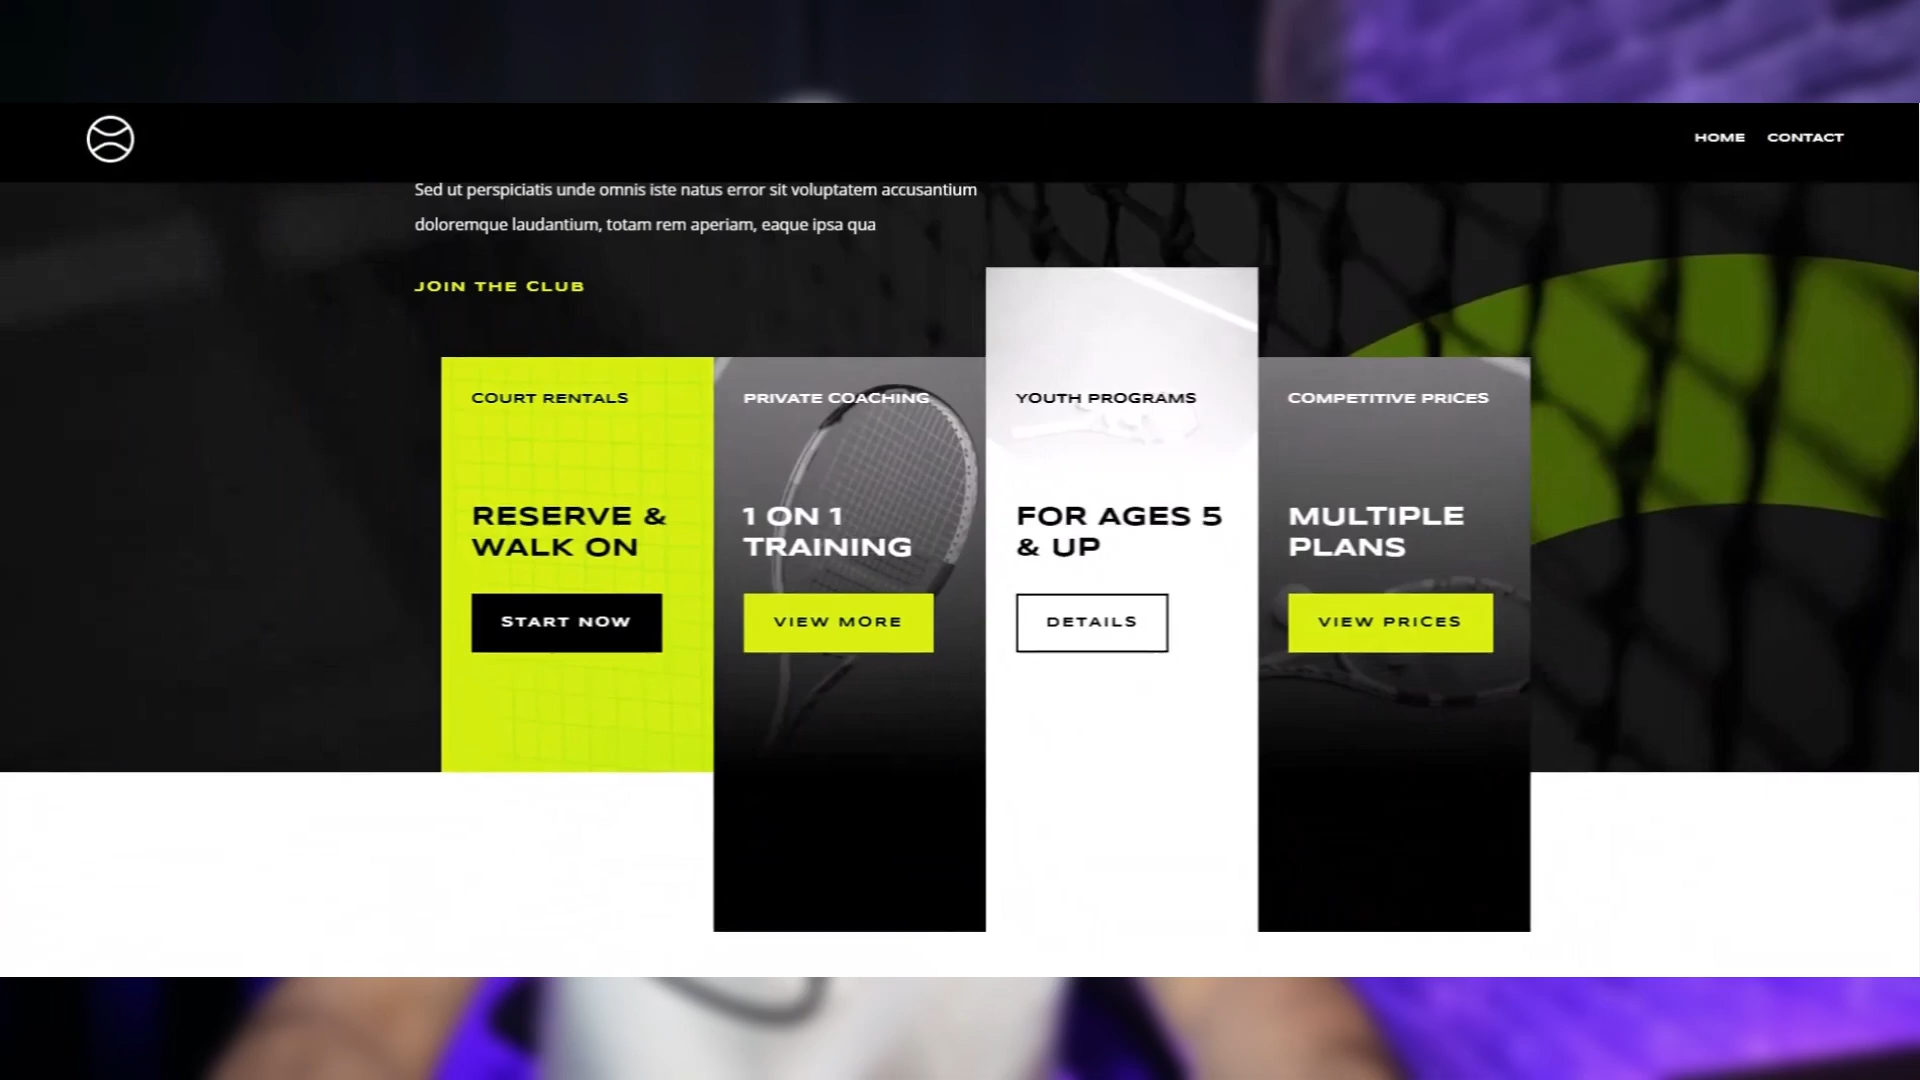 HOME CONTACT
Sed ut perspiciatis unde omnis iste natus error sit voluptatem accusantium
doloremque laudantium, totam rem aperiam, eaque ipsa qua
JOIN THE CLUB
COURT RENTALS
RESERVE &
WALK ON
START NOW
PRIVATE COACHING
1 ON 1
TRAINING
VIEW MORE
YOUTH PROGRAMS
FOR AGES 5
& UP
DETAILS
COMPETITIVE PRICES
MULTIPLE
PLANS
VIEW PRICES